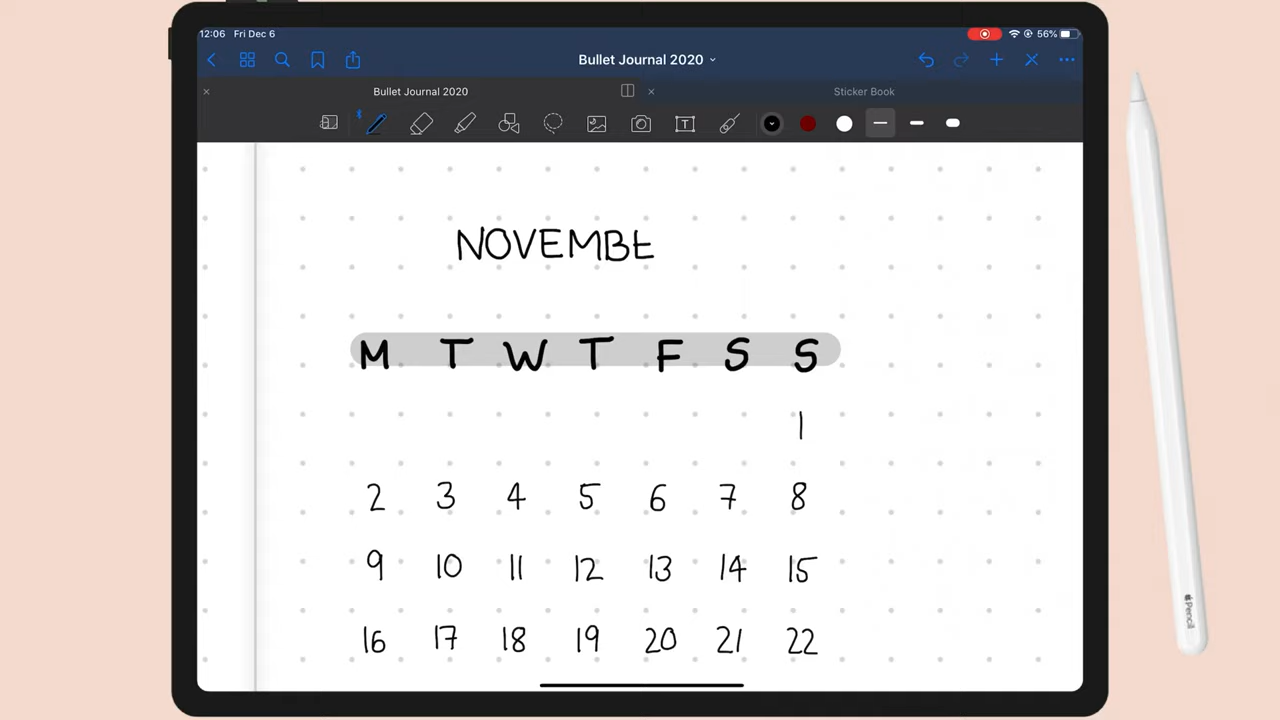 12:06 Fri Dec 6 56%
Bullet Journal 2020
Bullet Journal 2020 Sticker Book
NOVEMBE
M T W T F S S
1
2 3 4 5 6 7 8
9 10 11 12 13 14 15
16 17 18 19 20 21 22
Pencil